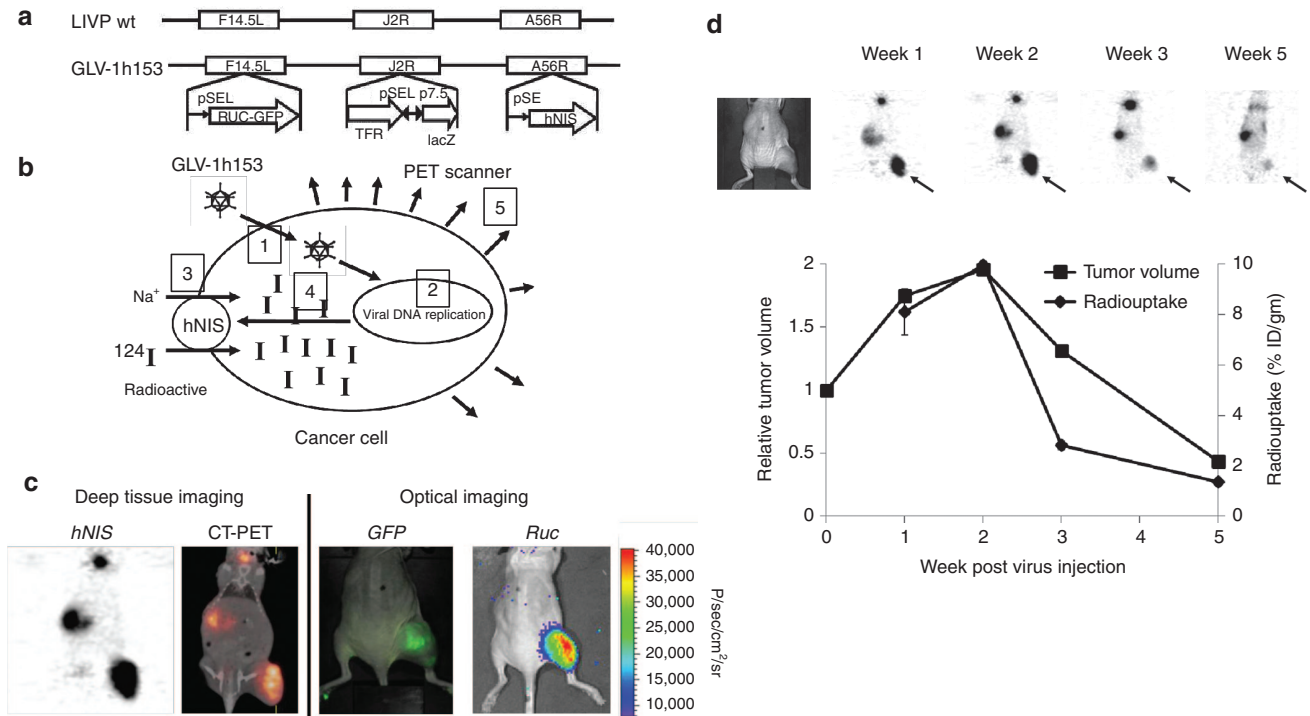 a
LIVP wt
F14.5L
J2R
A56R
GLV-1h153
F14.5L
J2R
A56R
pSEL
RUC-GFP
pSEL p7.5
TFR
lacZ
pSE
hNIS
b
GLV-1h153
PET scanner
1
2
3
4
5
Na+
hNIS
Viral DNA replication
124I
Radioactive
I I I I I I I I I I I I
Cancer cell
c
Deep tissue imaging
Optical imaging
hNIS
CT-PET
GFP
Ruc
40,000
35,000
30,000
25,000
20,000
15,000
10,000
P/sec/cm²/sr
d
Week 1
Week 2
Week 3
Week 5
Relative tumor volume
2
1.5
1
0.5
0
Tumor volume
Radiouptake
10
8
6
4
2
0
Radiouptake (% ID/gm)
0 1 2 3 4 5
Week post virus injection